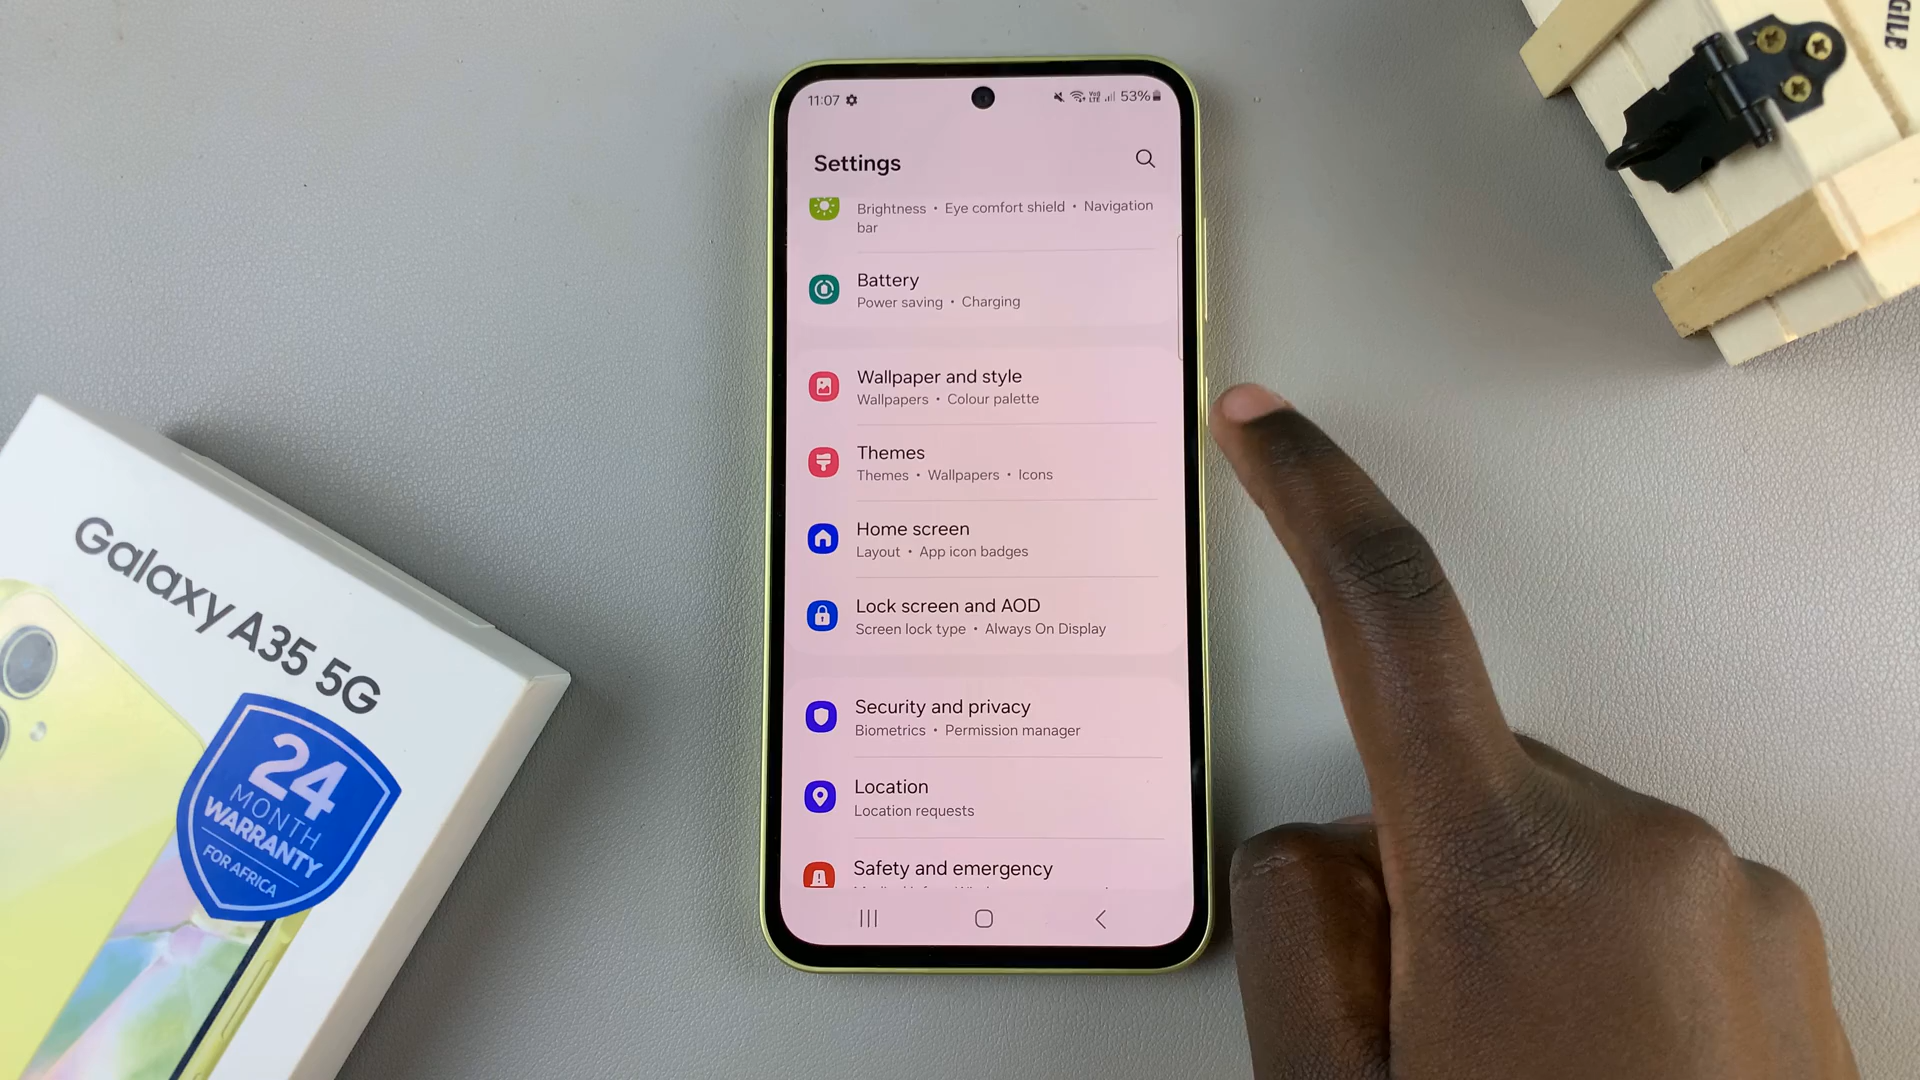 11:07
Vo)) LTE
53%
Settings
Brightness • Eye comfort shield • Navigation
bar
Battery
Power saving • Charging
Wallpaper and style
Wallpapers • Colour palette
Themes
Themes • Wallpapers • Icons
Home screen
Layout • App icon badges
Lock screen and AOD
Screen lock type • Always On Display
Security and privacy
Biometrics • Permission manager
Location
Location requests
Safety and emergency
Galaxy A35 5G
24
MONTH
WARRANTY
FOR AFRICA